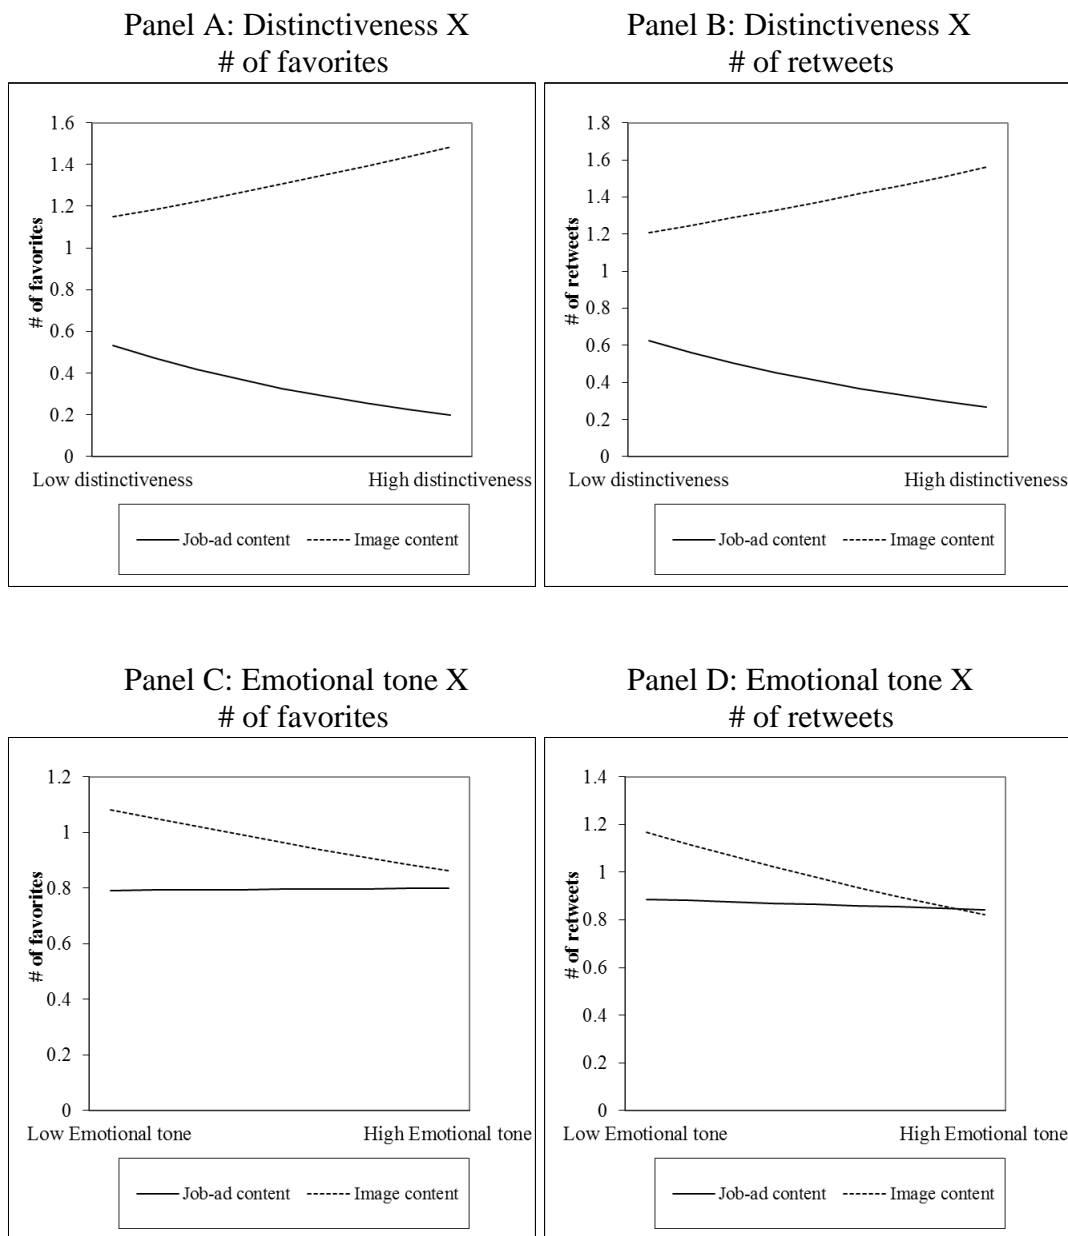 Panel A: Distinctiveness X
# of favorites
1.6
1.4
1.2
1
0.8
0.6
0.4
0.2
0
# of favorites
Low distinctiveness High distinctiveness
Job-ad content Image content
Panel B: Distinctiveness X
# of retweets
1.8
1.6
1.4
1.2
1
0.8
0.6
0.4
0.2
0
# of retweets
Low distinctiveness High distinctiveness
Job-ad content Image content
Panel C: Emotional tone X
# of favorites
1.2
1
0.8
0.6
0.4
0.2
0
# of favorites
Low Emotional tone High Emotional tone
Job-ad content Image content
Panel D: Emotional tone X
# of retweets
1.4
1.2
1
0.8
0.6
0.4
0.2
0
# of retweets
Low Emotional tone High Emotional tone
Job-ad content Image content